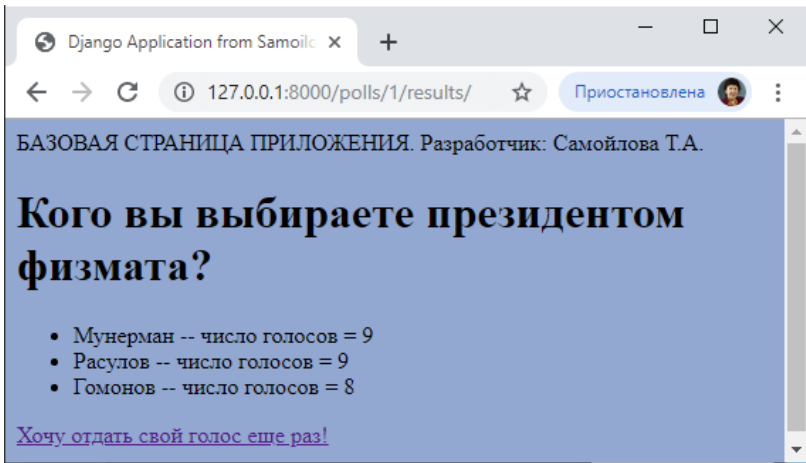 Django Application from Samoilo
127.0.0.1:8000/polls/1/results/
Приостановлена
БАЗОВАЯ СТРАНИЦА ПРИЛОЖЕНИЯ. Разработчик: Самойлова Т.А.
Кого вы выбираете президентом
физмата?
• Мунерман -- число голосов = 9
• Расулов -- число голосов = 9
• Гомонов -- число голосов = 8
Хочу отдать свой голос еще раз!